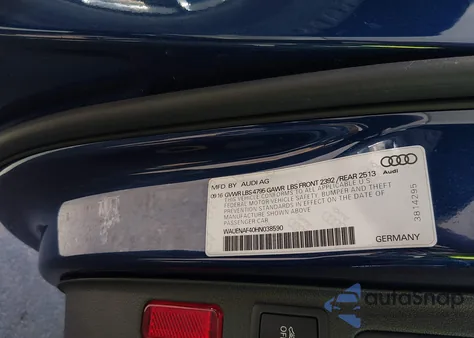 MFD BY AUDI AG
09·16 GVWR LBS 4795 GAWR LBS FRONT 2392 / REAR 2513
THIS VEHICLE CONFORMS TO ALL APPLICABLE U.S.
FEDERAL MOTOR-VEHICLE SAFETY BUMPER AND THEFT
PREVENTION STANDARDS IN EFFECT ON THE DATE OF
MANUFACTURE SHOWN ABOVE
PASSENGER CAR
WAUENAF40HN038590
Audi
3814295
GERMANY
OFF
autoSnap